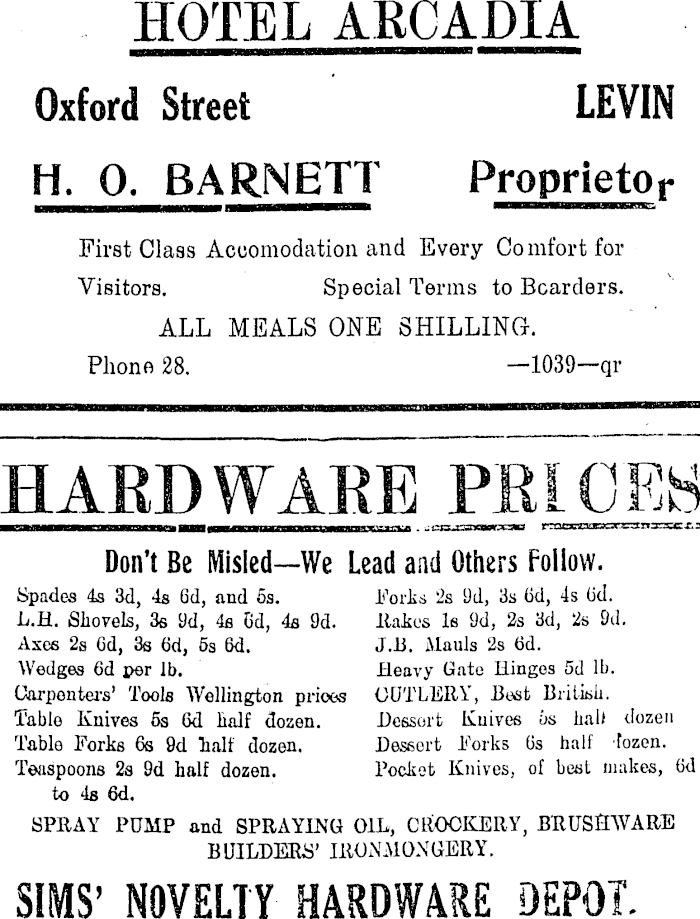 HOTEL ARCADIA
Oxford Street LEVIN
H. O. BARNETT Proprietor
First Class Accomodation and Every Comfort for
Visitors. Special Terms to Bcarders.
ALL MEALS ONE SHILLING.
Phone 28. —1039—qr
HARDWARE PRICES
Don't Be Misled—We Lead and Others Follow.
Spades 4s 3d, 4s 6d, and 5s.
L.H. Shovels, 3s 9d, 4s 6d, 4s 9d.
Axes 2s 6d, 3s 6d, 5s 6d.
Wedges 6d per lb.
Carpenters' Tools Wellington prices
Table Knives 5s 6d half dozen.
Table Forks 6s 9d half dozen.
Teaspoons 2s 9d half dozen.
to 4s 6d.
Forks 2s 9d, 3s 6d, 4s 6d.
Rakes 1s 9d, 2s 3d, 2s 9d.
J.B. Mauls 2s 6d.
Heavy Gate Hinges 5d lb.
CUTLERY, Best British.
Dessert Knives 5s half dozen
Dessert Forks 6s half dozen.
Pocket Knives, of best makes, 6d
SPRAY PUMP and SPRAYING OIL, CROCKERY, BRUSHWARE
BUILDERS' IRONMONGERY.
SIMS' NOVELTY HARDWARE DEPOT.